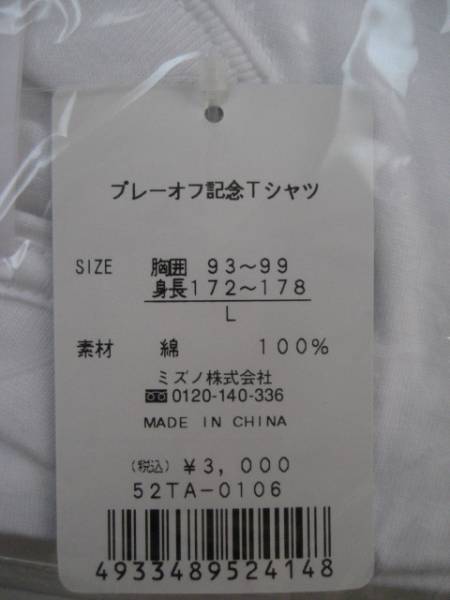 プレーオフ記念Tシャツ
SIZE 胸囲 93～99
身長172～178
L
素材 綿 100%
ミズノ株式会社
0120-140-336
MADE IN CHINA
(税込) ¥3,000
52TA-0106
4933489524148